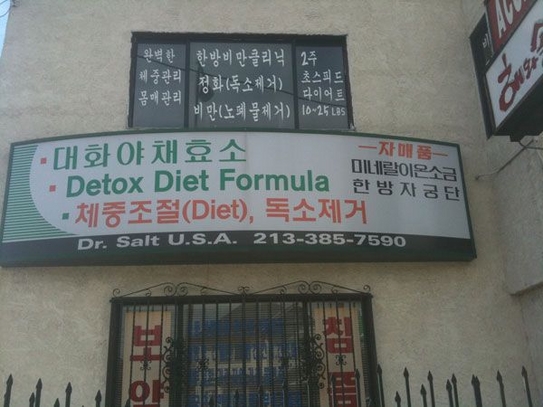 완벽한
체중관리
몸매관리
한방비만클리닉
정화(독소제거)
비만(노폐물제거)
2주
초스피드
다이어트
10~25 LBS
대화야채효소
Detox Diet Formula
체중조절(Diet), 독소제거
—자매품—
미네랄이온소금
한방자궁단
Dr. Salt U.S.A. 213-385-7590
보약
침